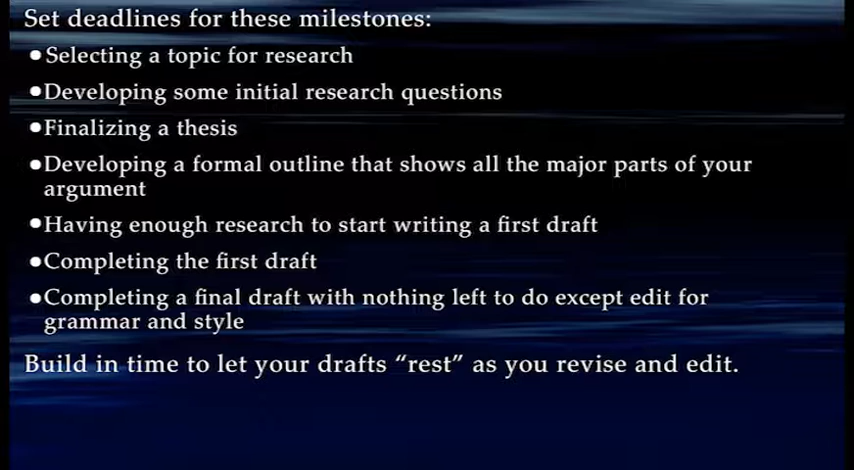 Set deadlines for these milestones:
●Selecting a topic for research
●Developing some initial research questions
●Finalizing a thesis
●Developing a formal outline that shows all the major parts of your
argument
●Having enough research to start writing a first draft
●Completing the first draft
●Completing a final draft with nothing left to do except edit for
grammar and style
Build in time to let your drafts “rest” as you revise and edit.